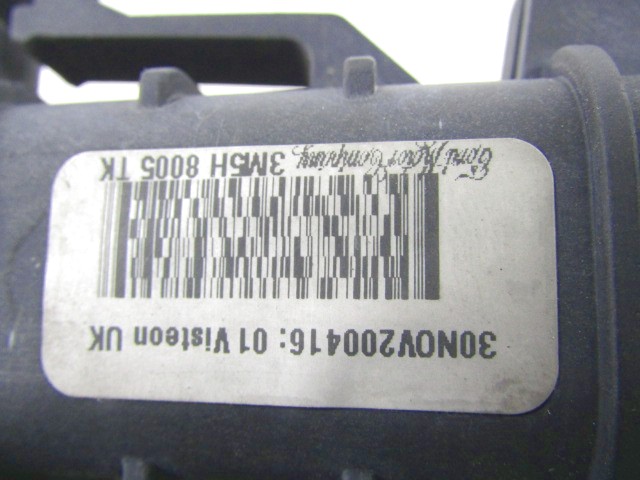 30NOV200416: 01 Visteon UK
Ford Motor Company, 3M5H 8005 TK